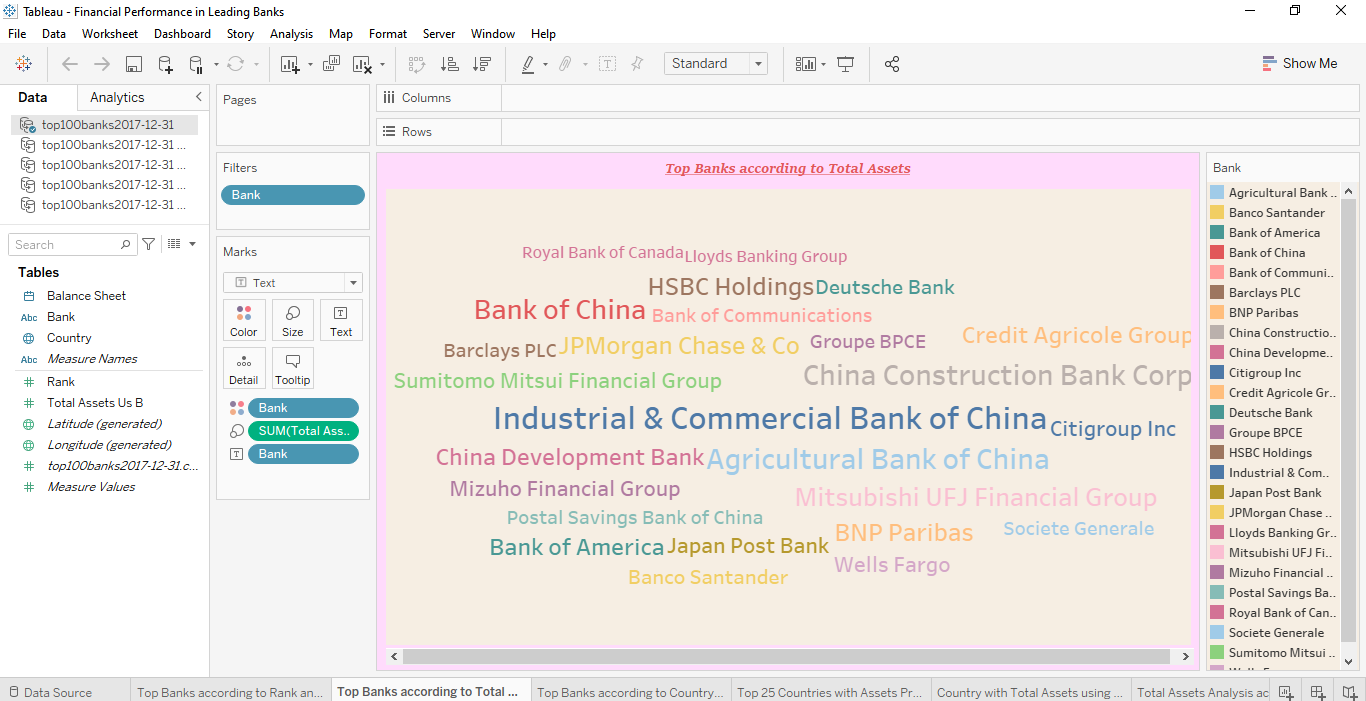 Tableau - Financial Performance in Leading Banks
File Data Worksheet Dashboard Story Analysis Map Format Server Window Help
Standard
Show Me
Data Analytics
top100banks2017-12-31
top100banks2017-12-31 ...
top100banks2017-12-31 ...
top100banks2017-12-31 ...
top100banks2017-12-31 ...
Search
Tables
Balance Sheet
Abc Bank
Country
Abc Measure Names
Rank
Total Assets Us B
Latitude (generated)
Longitude (generated)
top100banks2017-12-31.c...
Measure Values
Pages
Filters
Bank
Marks
Text
Color Size Text
Detail Tooltip
Bank
SUM(Total Ass..
Bank
Columns
Rows
Top Banks according to Total Assets
Royal Bank of Canada Lloyds Banking Group
HSBC Holdings Deutsche Bank
Bank of China Bank of Communications
Barclays PLC JPMorgan Chase & Co Groupe BPCE Credit Agricole Group
Sumitomo Mitsui Financial Group China Construction Bank Corp
Industrial & Commercial Bank of China Citigroup Inc
China Development Bank Agricultural Bank of China
Mizuho Financial Group Mitsubishi UFJ Financial Group
Postal Savings Bank of China BNP Paribas Societe Generale
Bank of America Japan Post Bank
Wells Fargo
Banco Santander
Bank
Agricultural Bank ..
Banco Santander
Bank of America
Bank of China
Bank of Communi..
Barclays PLC
BNP Paribas
China Constructio..
China Developme..
Citigroup Inc
Credit Agricole Gr..
Deutsche Bank
Groupe BPCE
HSBC Holdings
Industrial & Com..
Japan Post Bank
JPMorgan Chase ..
Lloyds Banking Gr..
Mitsubishi UFJ Fi..
Mizuho Financial ..
Postal Savings Ba..
Royal Bank of Can..
Societe Generale
Sumitomo Mitsui ..
Data Source
Top Banks according to Rank an...
Top Banks according to Total ...
Top Banks according to Country...
Top 25 Countries with Assets Pr...
Country with Total Assets using ...
Total Assets Analysis ac